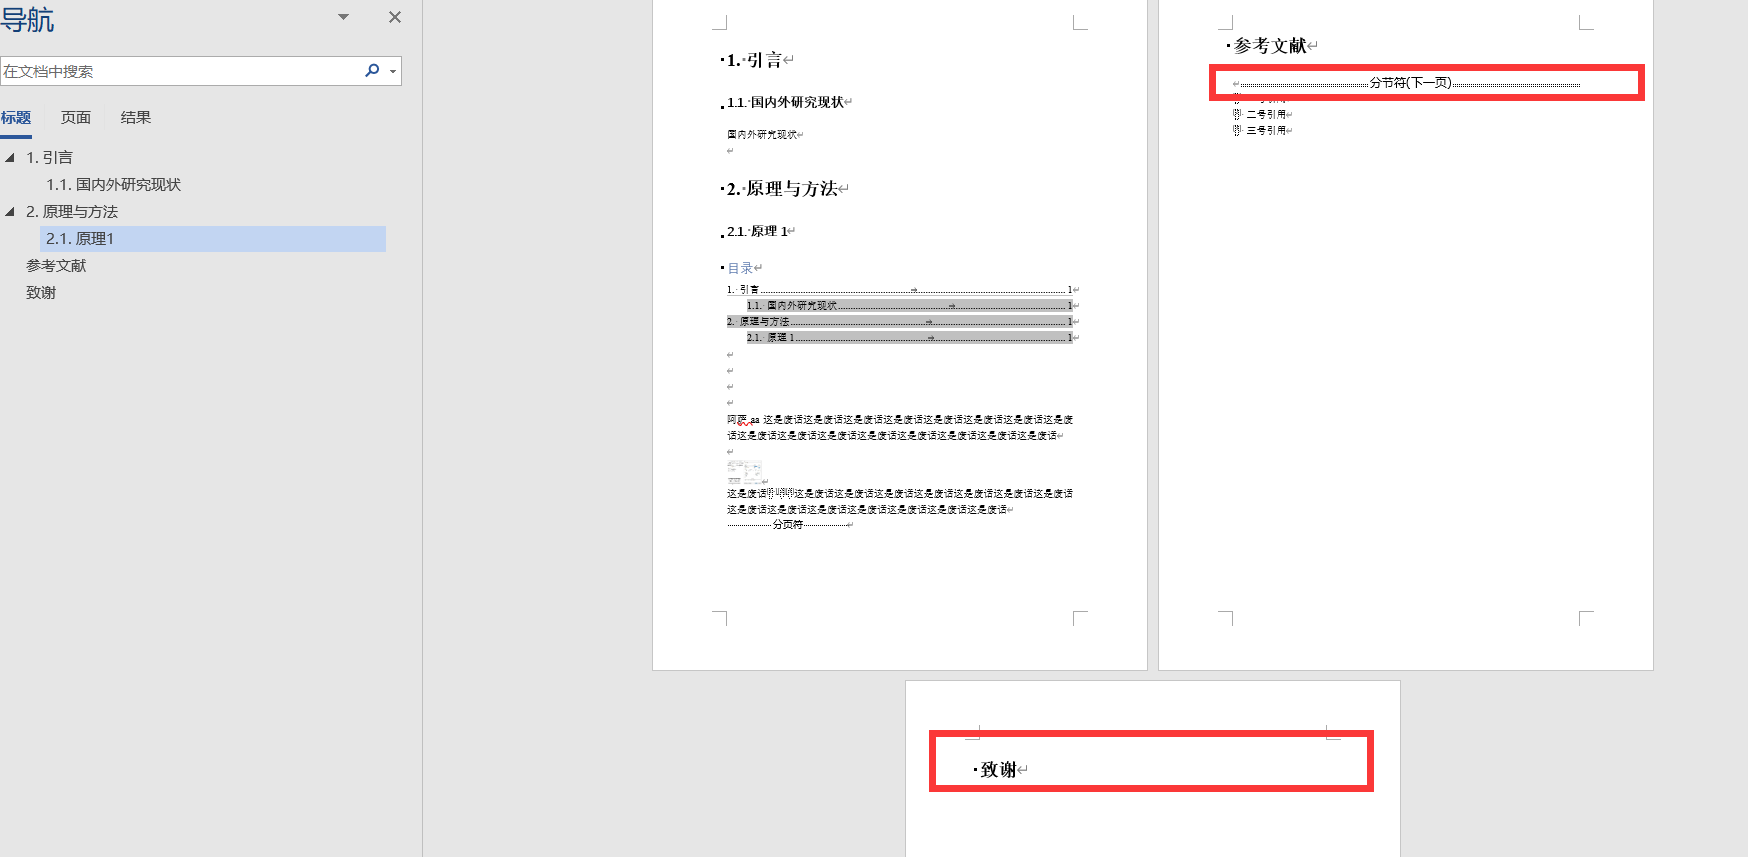 导航
在文档中搜索
标题 页面 结果
1. 引言
1.1. 国内外研究现状
2. 原理与方法
2.1. 原理1
参考文献
致谢
1. 引言
1.1. 国内外研究现状
国内外研究现状
2. 原理与方法
2.1. 原理 1
目录
1. 引言 1
1.1. 国内外研究现状 1
2. 原理与方法 1
2.1. 原理 1 1
阿萨 aa 这是废话这是废话这是废话这是废话这是废话这是废话这是废话这是废
话这是废话这是废话这是废话这是废话这是废话这是废话这是废话这是废话
这是废话 这是废话这是废话这是废话这是废话这是废话这是废话这是废话
这是废话这是废话这是废话这是废话这是废话这是废话这是废话
分页符
参考文献
分节符(下一页)
二号引用
三号引用
致谢